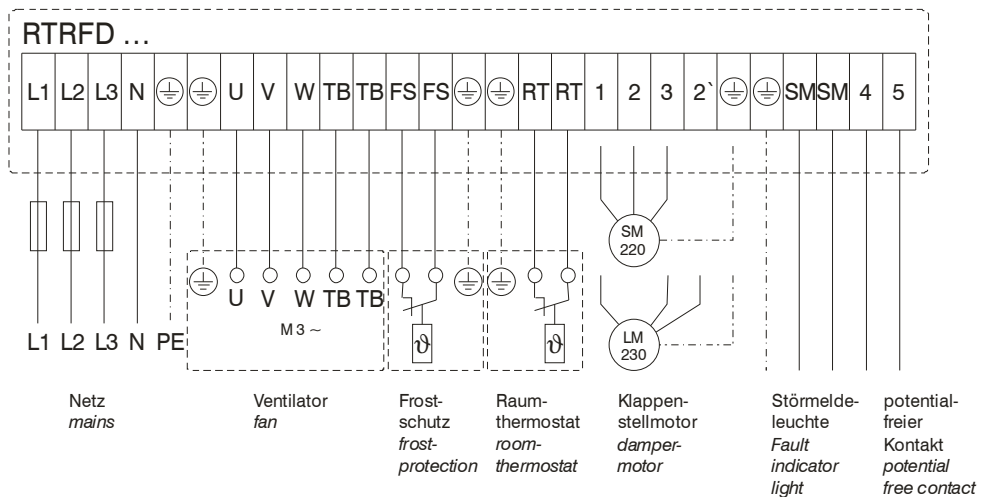 RTRFD ...
L1 L2 L3 N U V W TB TB FS FS RT RT 1 2 3 2` SM SM 4 5
SM
220
U V W TB TB
M 3 ~
ϑ ϑ
LM
230
L1 L2 L3 N PE
Netz
mains
Ventilator
fan
Frost-
schutz
frost-
protection
Raum-
thermostat
room-
thermostat
Klappen-
stellmotor
damper-
motor
Störmelde-
leuchte
Fault
indicator
light
potential-
freier
Kontakt
potential
free contact